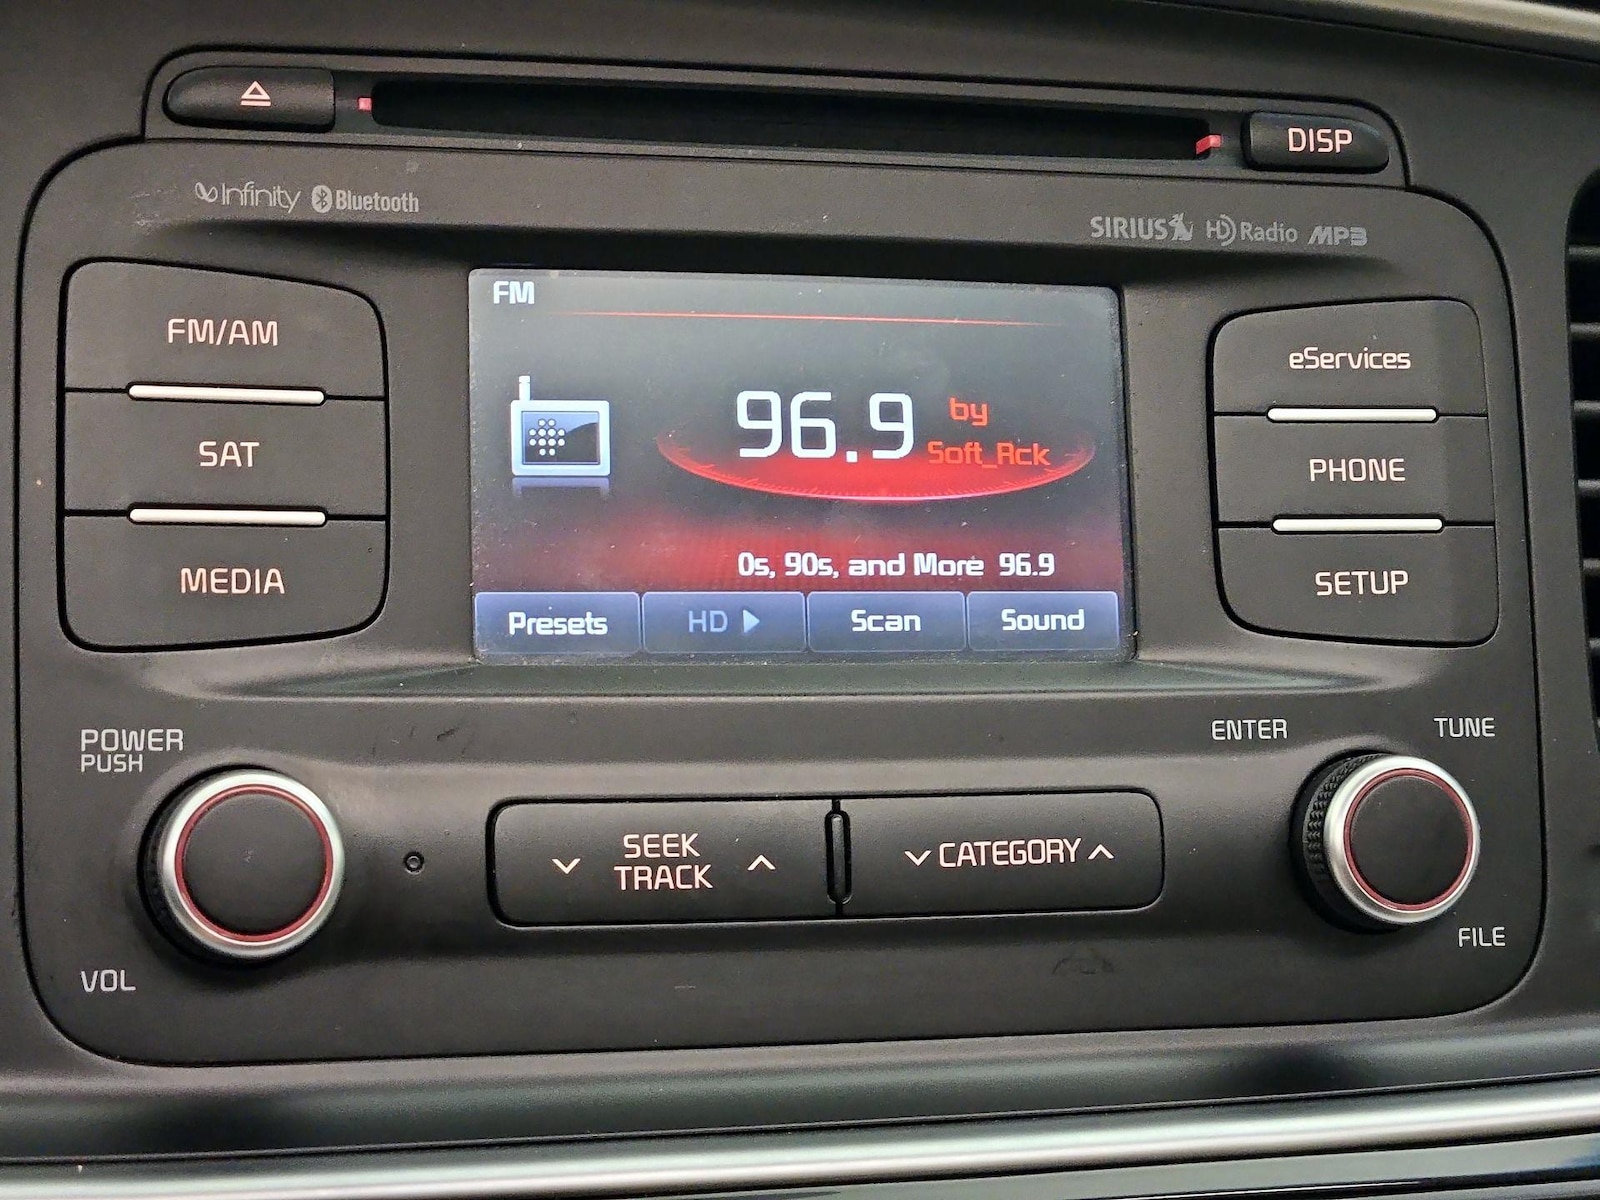 DISP
Infinity Bluetooth
SIRIUS HD Radio MP3
FM/AM
SAT
MEDIA
FM
96.9
by
Soft_Rck
0s, 90s, and More 96.9
Presets
HD
Scan
Sound
eServices
PHONE
SETUP
POWER
PUSH
VOL
SEEK
TRACK
CATEGORY
ENTER
TUNE
FILE